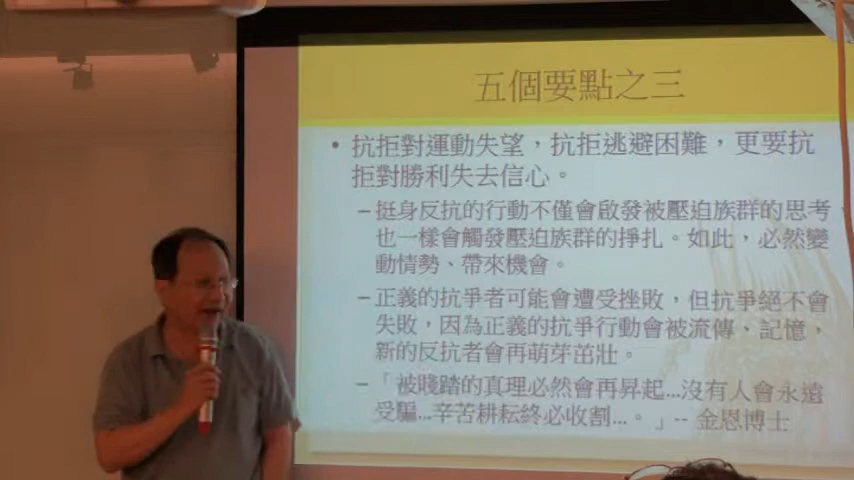 五個要點之三
• 抗拒對運動失望，抗拒逃避困難，更要抗
拒對勝利失去信心。
–挺身反抗的行動不僅會啟發被壓迫族群的思考
也一樣會觸發壓迫族群的掙扎。如此，必然變
動情勢、帶來機會。
–正義的抗爭者可能會遭受挫敗，但抗爭絕不會
失敗，因為正義的抗爭行動會被流傳、記憶，
新的反抗者會再萌芽茁壯。
–「被踐踏的真理必然會再昇起...沒有人會永遠
受騙...辛苦耕耘終必收割...。」-- 金恩博士